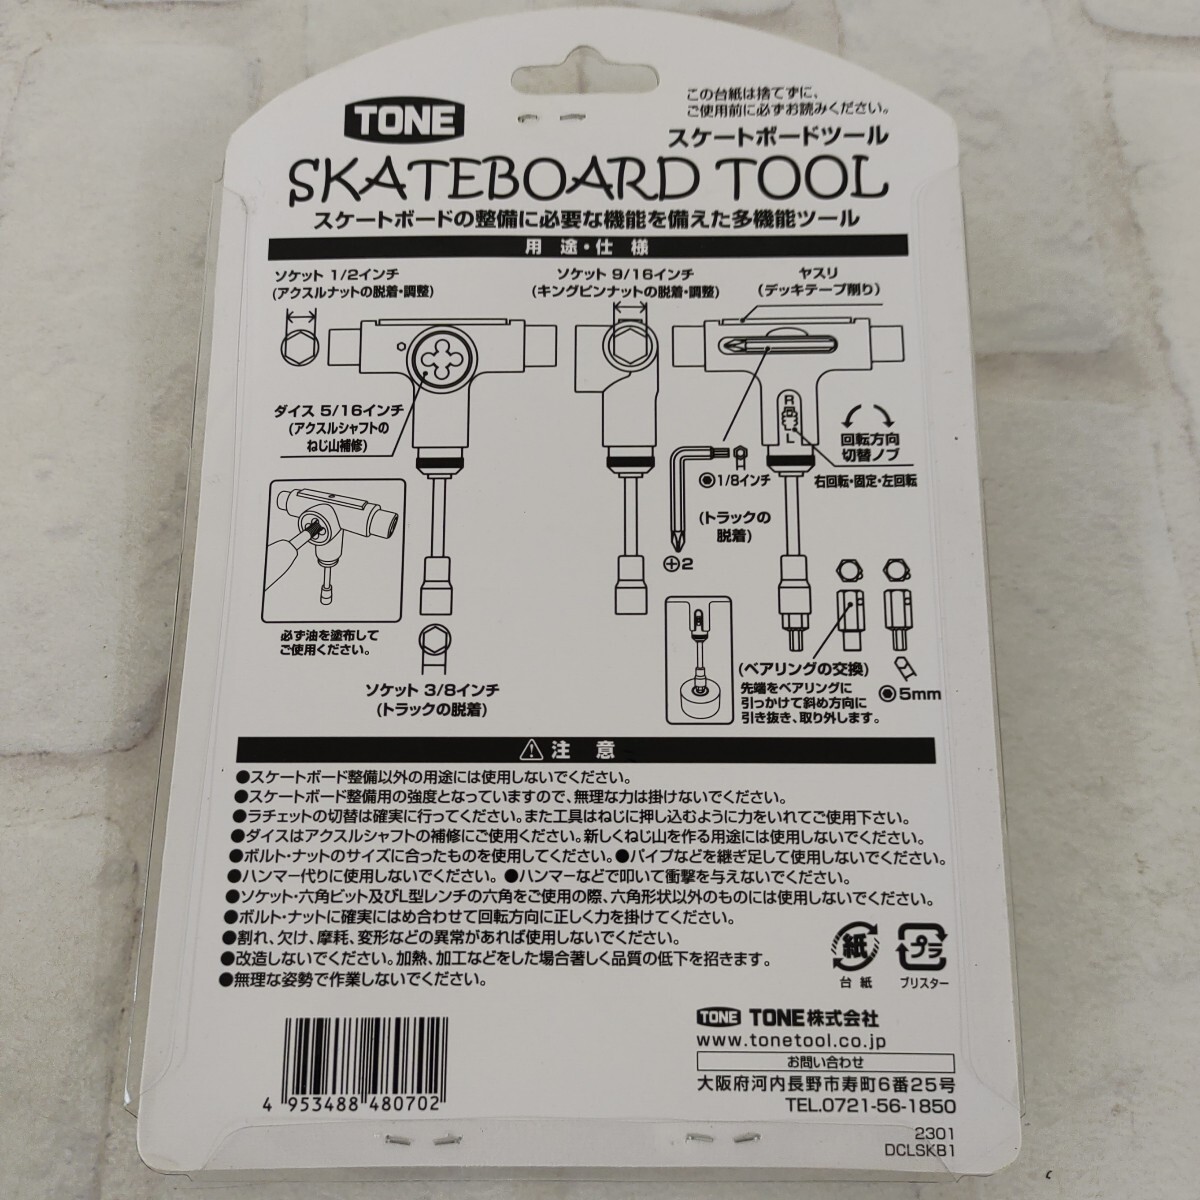 この台紙は捨てずに、
ご使用前に必ずお読みください。
TONE
スケートボードツール
SKATEBOARD TOOL
スケートボードの整備に必要な機能を備えた多機能ツール
用 途・仕 様
ソケット 1/2インチ
(アクスルナットの脱着・調整)
ソケット 9/16インチ
(キングピンナットの脱着・調整)
ヤスリ
(デッキテープ削り)
ダイス 5/16インチ
(アクスルシャフトの
ねじ山補修)
R
L
回転方向
切替ノブ
右回転・固定・左回転
1/8インチ
(トラックの
脱着)
2
必ず油を塗布して
ご使用ください。
ソケット 3/8インチ
(トラックの脱着)
(ベアリングの交換)
先端をベアリングに
引っかけて斜め方向に
引き抜き、取り外します。
5mm
注 意
●スケートボード整備以外の用途には使用しないでください。
●スケートボード整備用の強度となっていますので、無理な力は掛けないでください。
●ラチェットの切替は確実に行ってください。また工具はねじに押し込むように力をいれてご使用下さい。
●ダイスはアクスルシャフトの補修にご使用ください。新しくねじ山を作る用途には使用しないでください。
●ボルト・ナットのサイズに合ったものを使用してください。●パイプなどを継ぎ足して使用しないでください。
●ハンマー代りに使用しないでください。●ハンマーなどで叩いて衝撃を与えないでください。
●ソケット・六角ビット及びL型レンチの六角をご使用の際、六角形状以外のものには使用しないでください。
●ボルト・ナットに確実にはめ合わせて回転方向に正しく力を掛けてください。
●割れ、欠け、摩耗、変形などの異常があれば使用しないでください。
●改造しないでください。加熱、加工などをした場合著しく品質の低下を招きます。
●無理な姿勢で作業しないでください。
紙
台 紙
プラ
ブリスター
TONE TONE株式会社
www.tonetool.co.jp
お問い合わせ
大阪府河内長野市寿町6番25号
TEL.0721-56-1850
4 953488 480702
2301
DCLSKB1